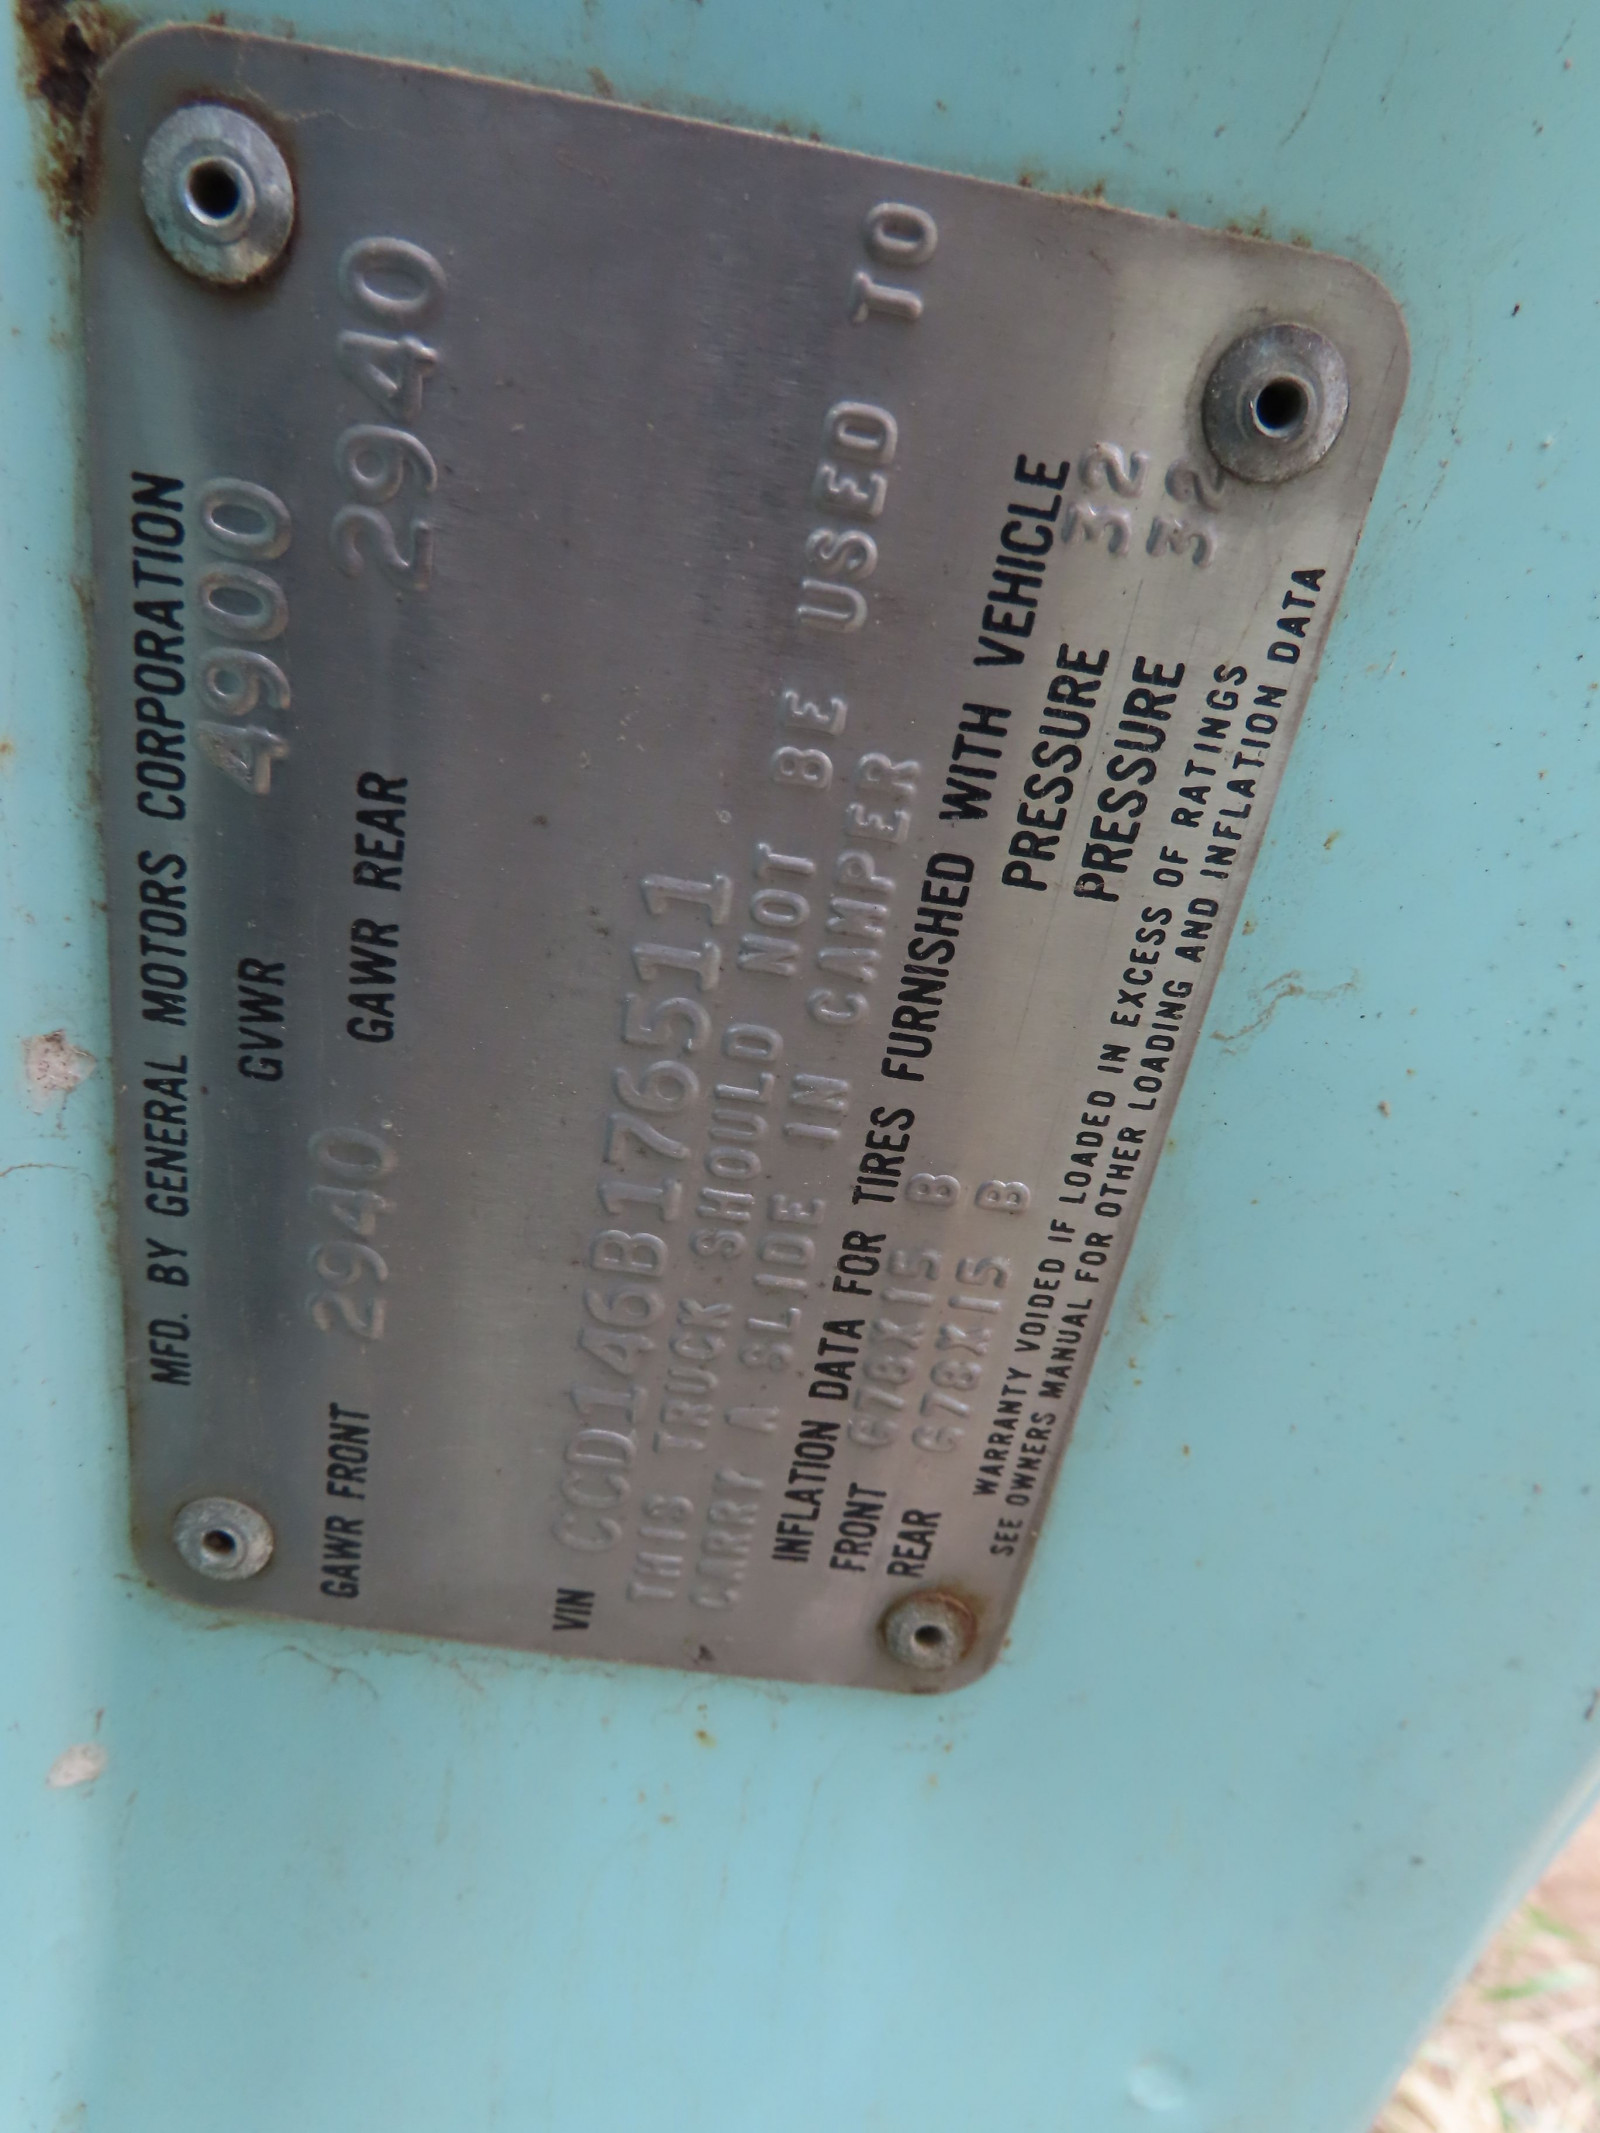 MFD. BY GENERAL MOTORS CORPORATION
GVWR 4900
GAWR FRONT 2940 GAWR REAR 2940
VIN CCD146B176511
THIS TRUCK SHOULD NOT BE USED TO
CARRY A SLIDE IN CAMPER
INFLATION DATA FOR TIRES FURNISHED WITH VEHICLE
FRONT G78X15 B PRESSURE 32
REAR G78X15 B PRESSURE 32
WARRANTY VOIDED IF LOADED IN EXCESS OF RATINGS
SEE OWNERS MANUAL FOR OTHER LOADING AND INFLATION DATA